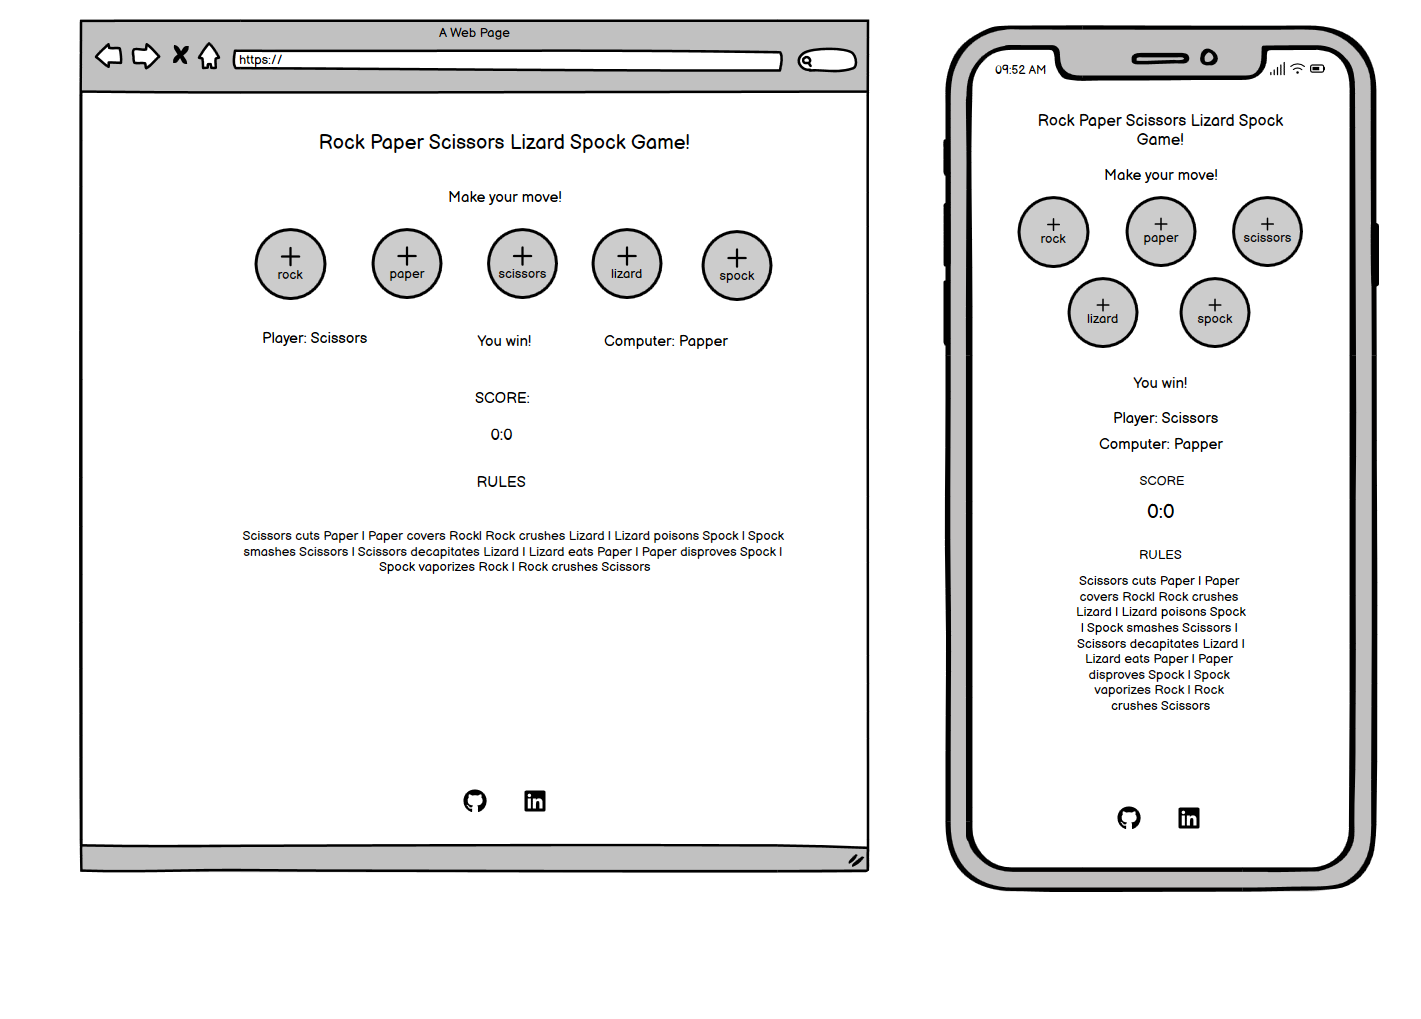 A Web Page
https://
Rock Paper Scissors Lizard Spock Game!
Make your move!
rock
paper
scissors
lizard
spock
Player: Scissors
You win!
Computer: Papper
SCORE:
0:0
RULES
Scissors cuts Paper | Paper covers Rock| Rock crushes Lizard | Lizard poisons Spock | Spock
smashes Scissors | Scissors decapitates Lizard | Lizard eats Paper | Paper disproves Spock |
Spock vaporizes Rock | Rock crushes Scissors
in
09:52 AM
Rock Paper Scissors Lizard Spock
Game!
Make your move!
rock
paper
scissors
lizard
spock
You win!
Player: Scissors
Computer: Papper
SCORE
0:0
RULES
Scissors cuts Paper | Paper
covers Rock| Rock crushes
Lizard | Lizard poisons Spock
| Spock smashes Scissors |
Scissors decapitates Lizard |
Lizard eats Paper | Paper
disproves Spock | Spock
vaporizes Rock | Rock
crushes Scissors
in